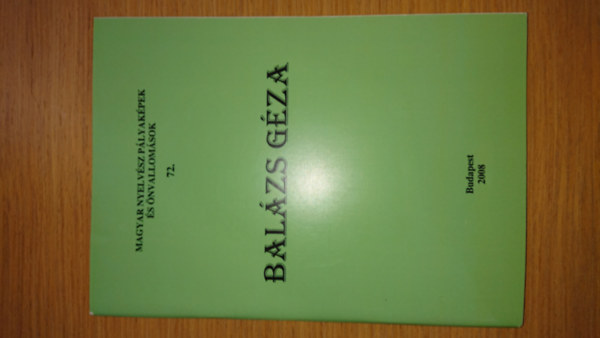 MAGYAR NYELVÉSZ PÁLYAKÉPEK
ÉS ÖNVALLOMÁSOK
72.
BALÁZS GÉZA
Budapest
2008